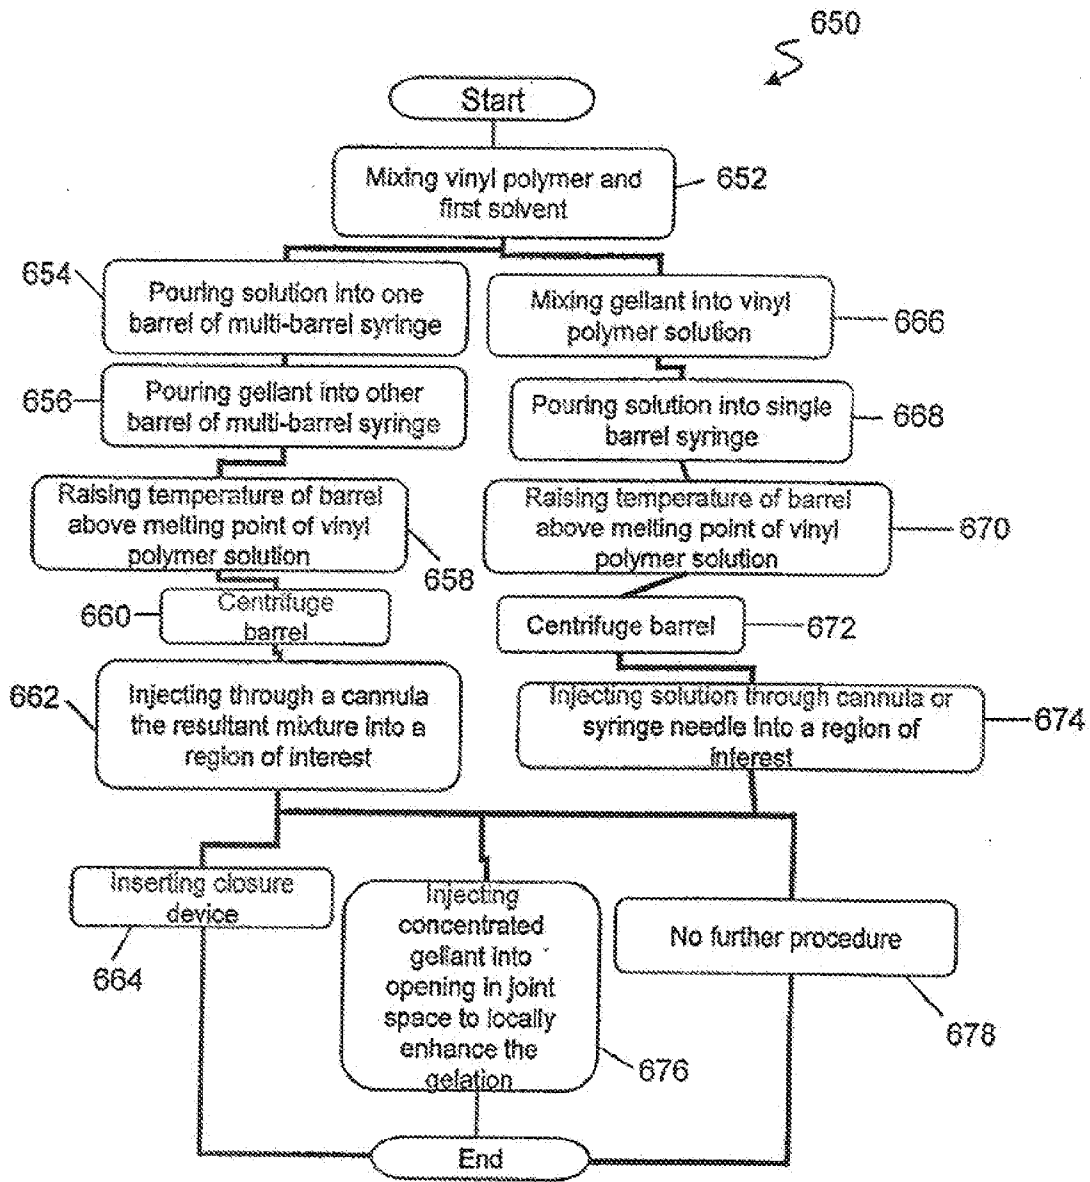 650
Start
Mixing vinyl polymer and
first solvent
652
654
Pouring solution into one
barrel of multi-barrel syringe
Mixing gellant into vinyl
polymer solution
666
656
Pouring gellant into other
barrel of multi-barrel syringe
Pouring solution into single
barrel syringe
668
Raising temperature of barrel
above melting point of vinyl
polymer solution
658
Raising temperature of barrel
above melting point of vinyl
polymer solution
670
660
Centrifuge
barrel
Centrifuge barrel
672
662
Injecting through a cannula
the resultant mixture into a
region of interest
Injecting solution through cannula or
syringe needle into a region of
interest
674
Inserting closure
device
664
Injecting
concentrated
gellant into
opening in joint
space to locally
enhance the
gelation
676
No further procedure
678
End